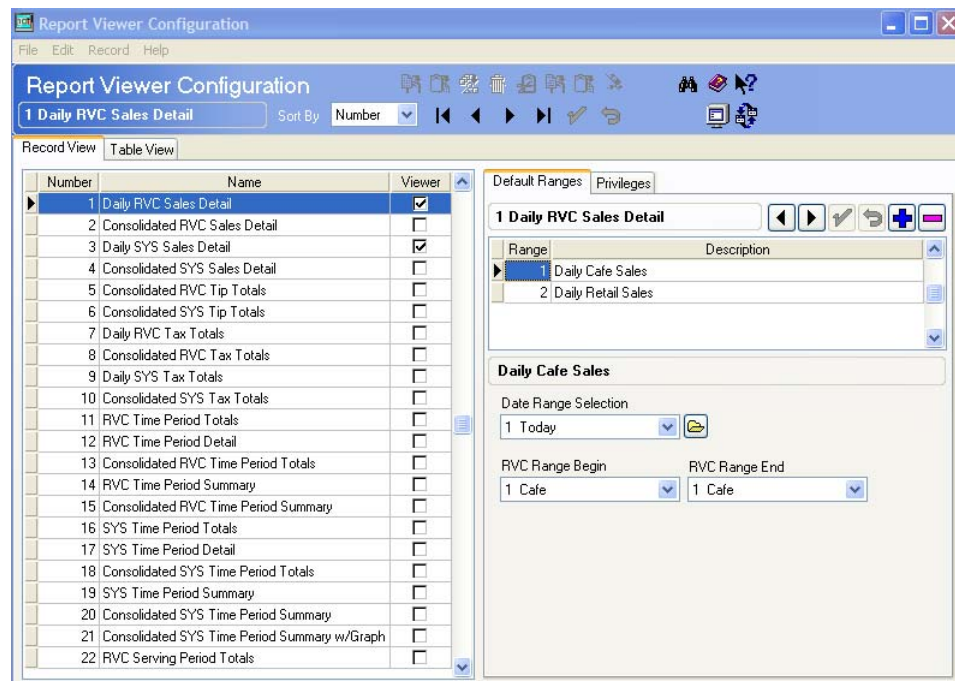 Report Viewer Configuration
File Edit Record Help
Report Viewer Configuration
1 Daily RVC Sales Detail Sort By Number
Record View Table View
Number Name Viewer
1 Daily RVC Sales Detail
2 Consolidated RVC Sales Detail
3 Daily SYS Sales Detail
4 Consolidated SYS Sales Detail
5 Consolidated RVC Tip Totals
6 Consolidated SYS Tip Totals
7 Daily RVC Tax Totals
8 Consolidated RVC Tax Totals
9 Daily SYS Tax Totals
10 Consolidated SYS Tax Totals
11 RVC Time Period Totals
12 RVC Time Period Detail
13 Consolidated RVC Time Period Totals
14 RVC Time Period Summary
15 Consolidated RVC Time Period Summary
16 SYS Time Period Totals
17 SYS Time Period Detail
18 Consolidated SYS Time Period Totals
19 SYS Time Period Summary
20 Consolidated SYS Time Period Summary
21 Consolidated SYS Time Period Summary w/Graph
22 RVC Serving Period Totals
Default Ranges Privileges
1 Daily RVC Sales Detail
Range Description
1 Daily Cafe Sales
2 Daily Retail Sales
Daily Cafe Sales
Date Range Selection
1 Today
RVC Range Begin RVC Range End
1 Cafe 1 Cafe